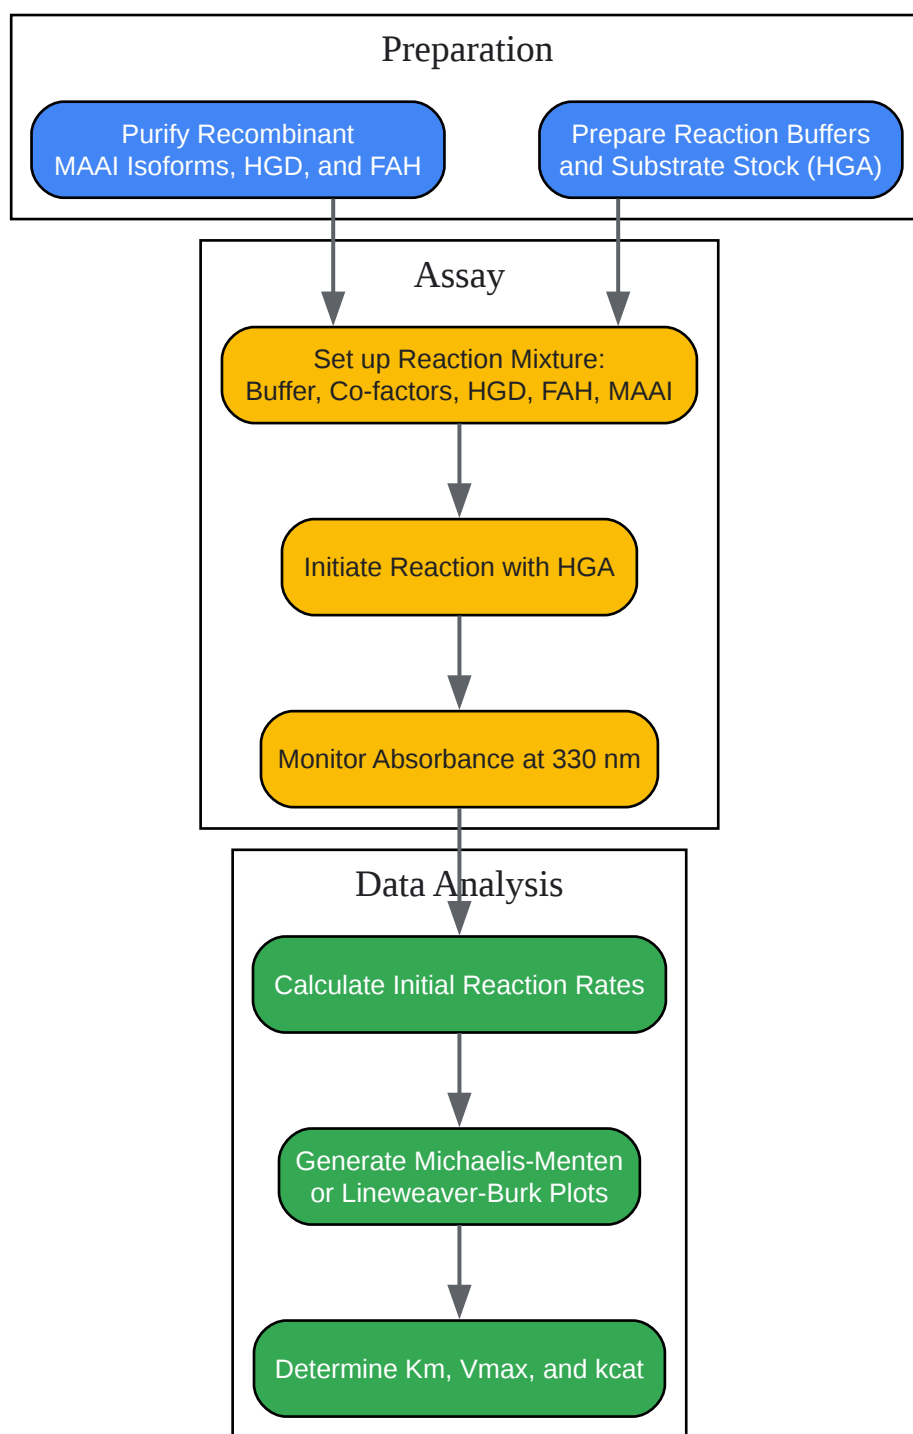 Preparation
Purify Recombinant
MAAI Isoforms, HGD, and FAH
Prepare Reaction Buffers
and Substrate Stock (HGA)
Assay
Set up Reaction Mixture:
Buffer, Co-factors, HGD, FAH, MAAI
Initiate Reaction with HGA
Monitor Absorbance at 330 nm
Data Analysis
Calculate Initial Reaction Rates
Generate Michaelis-Menten
or Lineweaver-Burk Plots
Determine Km, Vmax, and kcat